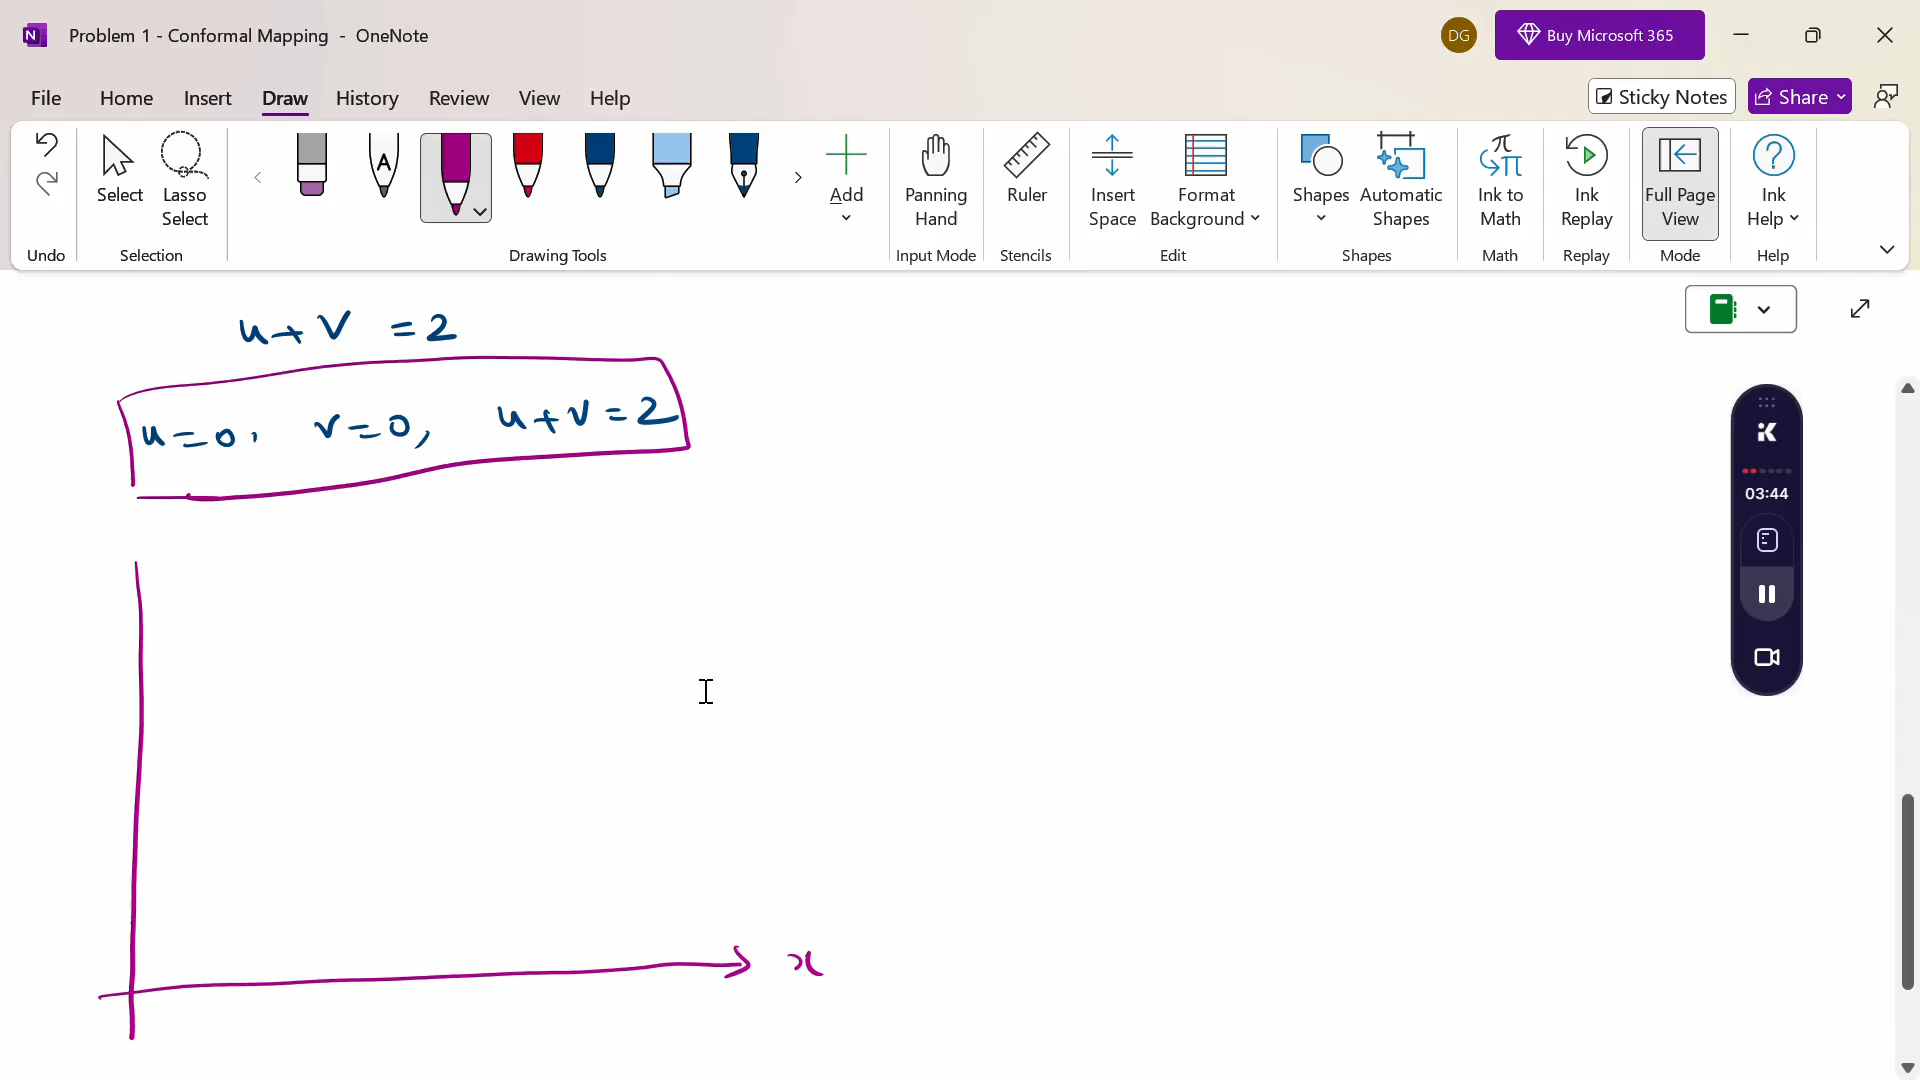 Problem 1 - Conformal Mapping - OneNote
DG
Buy Microsoft 365
File Home Insert Draw History Review View Help
Sticky Notes
Share
Select
Lasso Select
A
Add
Panning Hand
Ruler
Insert Space
Format Background
Shapes
Automatic Shapes
Ink to Math
Ink Replay
Full Page View
Ink Help
Undo Selection Drawing Tools Input Mode Stencils Edit Shapes Math Replay Mode Help
u+v = 2
u=0, v=0, u+v=2
03:44
x